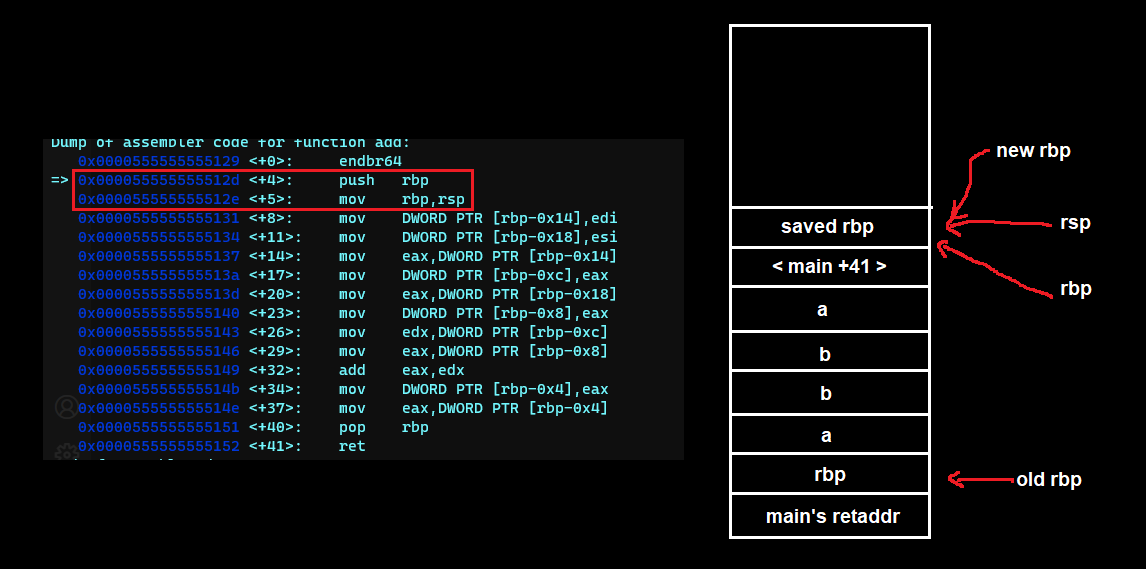 Dump of assembler code for function add:
0x0000555555555129 <+0>: endbr64
=> 0x000055555555512d <+4>: push rbp
0x000055555555512e <+5>: mov rbp,rsp
0x0000555555555131 <+8>: mov DWORD PTR [rbp-0x14],edi
0x0000555555555134 <+11>: mov DWORD PTR [rbp-0x18],esi
0x0000555555555137 <+14>: mov eax,DWORD PTR [rbp-0x14]
0x000055555555513a <+17>: mov DWORD PTR [rbp-0xc],eax
0x000055555555513d <+20>: mov eax,DWORD PTR [rbp-0x18]
0x0000555555555140 <+23>: mov DWORD PTR [rbp-0x8],eax
0x0000555555555143 <+26>: mov edx,DWORD PTR [rbp-0xc]
0x0000555555555146 <+29>: mov eax,DWORD PTR [rbp-0x8]
0x0000555555555149 <+32>: add eax,edx
0x000055555555514b <+34>: mov DWORD PTR [rbp-0x4],eax
0x000055555555514e <+37>: mov eax,DWORD PTR [rbp-0x4]
0x0000555555555151 <+40>: pop rbp
0x0000555555555152 <+41>: ret
new rbp
saved rbp
rsp
< main +41 >
rbp
a
b
b
a
rbp
old rbp
main's retaddr